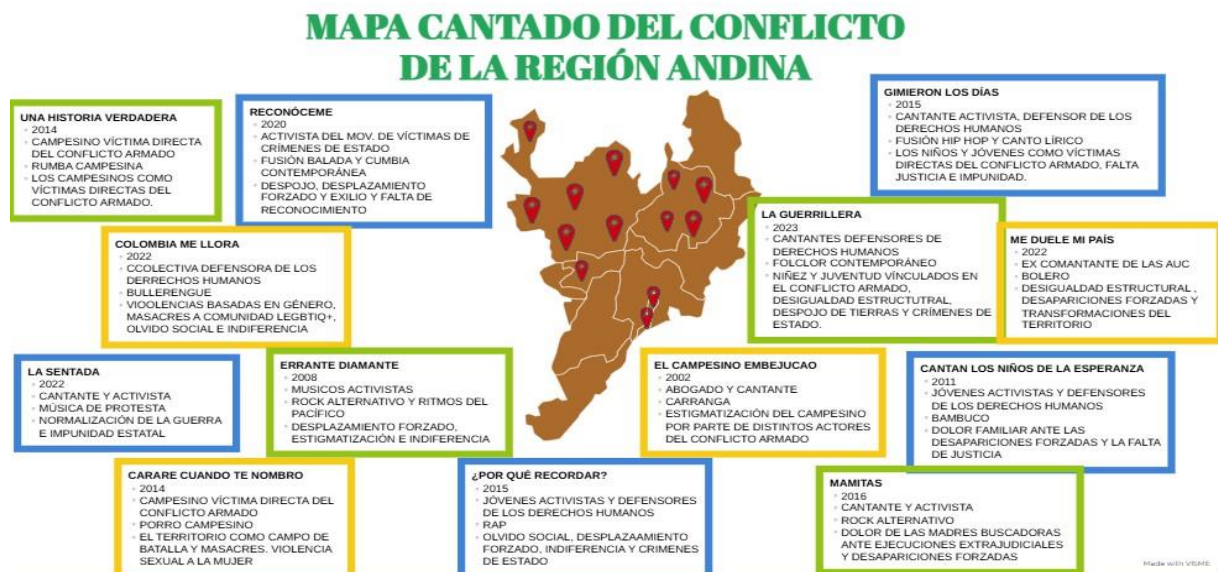 MAPA CANTADO DEL CONFLICTO
DE LA REGIÓN ANDINA
UNA HISTORIA VERDADERA
2014
CAMPESINO VÍCTIMA DIRECTA
DEL CONFLICTO ARMADO
RUMBA CAMPESINA
LOS CAMPESINOS COMO
VÍCTIMAS DIRECTAS DEL
CONFLICTO ARMADO.
RECONÓCEME
2020
ACTIVISTA DEL MOV. DE VÍCTIMAS DE
CRÍMENES DE ESTADO
FUSIÓN BALADA Y CUMBIA
CONTEMPORÁNEA
DESPOJO, DESPLAZAMIENTO
FORZADO Y EXILIO Y FALTA DE
RECONOCIMIENTO
GIMIERON LOS DÍAS
2015
CANTANTE ACTIVISTA, DEFENSOR DE LOS
DERECHOS HUMANOS
FUSIÓN HIP HOP Y CANTO LÍRICO
LOS NIÑOS Y JÓVENES COMO VÍCTIMAS
DIRECTAS DEL CONFLICTO ARMADO, FALTA
JUSTICIA E IMPUNIDAD.
COLOMBIA ME LLORA
2022
CCOLECTIVA DEFENSORA DE LOS
DERRECHOS HUMANOS
BULLERENGUE
VIOOLENCIAS BASADAS EN GÉNERO,
MASACRES A COMUNIDAD LEGBTIQ+,
OLVIDO SOCIAL E INDIFERENCIA
LA GUERRILLERA
2023
CANTANTES DEFENSORES DE
DERECHOS HUMANOS
FOLCLOR CONTEMPORÁNEO
NIÑEZ Y JUVENTUD VÍNCULADOS EN
EL CONFLICTO ARMADO,
DESIGUALDAD ESTRUCTUTRAL,
DESPOJO DE TIERRAS Y CRÍMENES DE
ESTADO.
ME DUELE MI PAÍS
2022
EX COMANTANTE DE LAS AUC
BOLERO
DESIGUALDAD ESTRUCTURAL ,
DESAPARICIONES FORZADAS Y
TRANSFORMACIONES DEL
TERRITORIO
LA SENTADA
2022
CANTANTE Y ACTIVISTA
MÚSICA DE PROTESTA
NORMALIZACIÓN DE LA GUERRA
E IMPUNIDAD ESTATAL
ERRANTE DIAMANTE
2008
MUSICOS ACTIVISTAS
ROCK ALTERNATIVO Y RITMOS DEL
PACÍFICO
DESPLAZAMIENTO FORZADO,
ESTIGMATIZACIÓN E INDIFERENCIA
EL CAMPESINO EMBEJUCAO
2002
ABOGADO Y CANTANTE
CARRANGA
ESTIGMATIZACIÓN DEL CAMPESINO
POR PARTE DE DISTINTOS ACTORES
DEL CONFLICTO ARMADO
CANTAN LOS NIÑOS DE LA ESPERANZA
2011
JÓVENES ACTIVISTAS Y DEFENSORES
DE LOS DERECHOS HUMANOS
BAMBUCO
DOLOR FAMILIAR ANTE LAS
DESAPARICIONES FORZADAS Y LA FALTA
DE JUSTICIA
CARARE CUANDO TE NOMBRO
2014
CAMPESINO VÍCTIMA DIRECTA DEL
CONFLICTO ARMADO
PORRO CAMPESINO
EL TERRITORIO COMO CAMPO DE
BATALLA Y MASACRES. VIOLENCIA
SEXUAL A LA MUJER
¿POR QUÉ RECORDAR?
2015
JÓVENES ACTIVISTAS Y DEFENSORES
DE LOS DERECHOS HUMANOS
RAP
OLVIDO SOCIAL, DESPLAZAAMIENTO
FORZADO, INDIFERENCIA Y CRIMENES
DE ESTADO
MAMITAS
2016
CANTANTE Y ACTIVISTA
ROCK ALTERNATIVO
DOLOR DE LAS MADRES BUSCADORAS
ANTE EJECUCIONES EXTRAJUDICIALES
Y DESAPARICIONES FORZADAS
Made with VISME